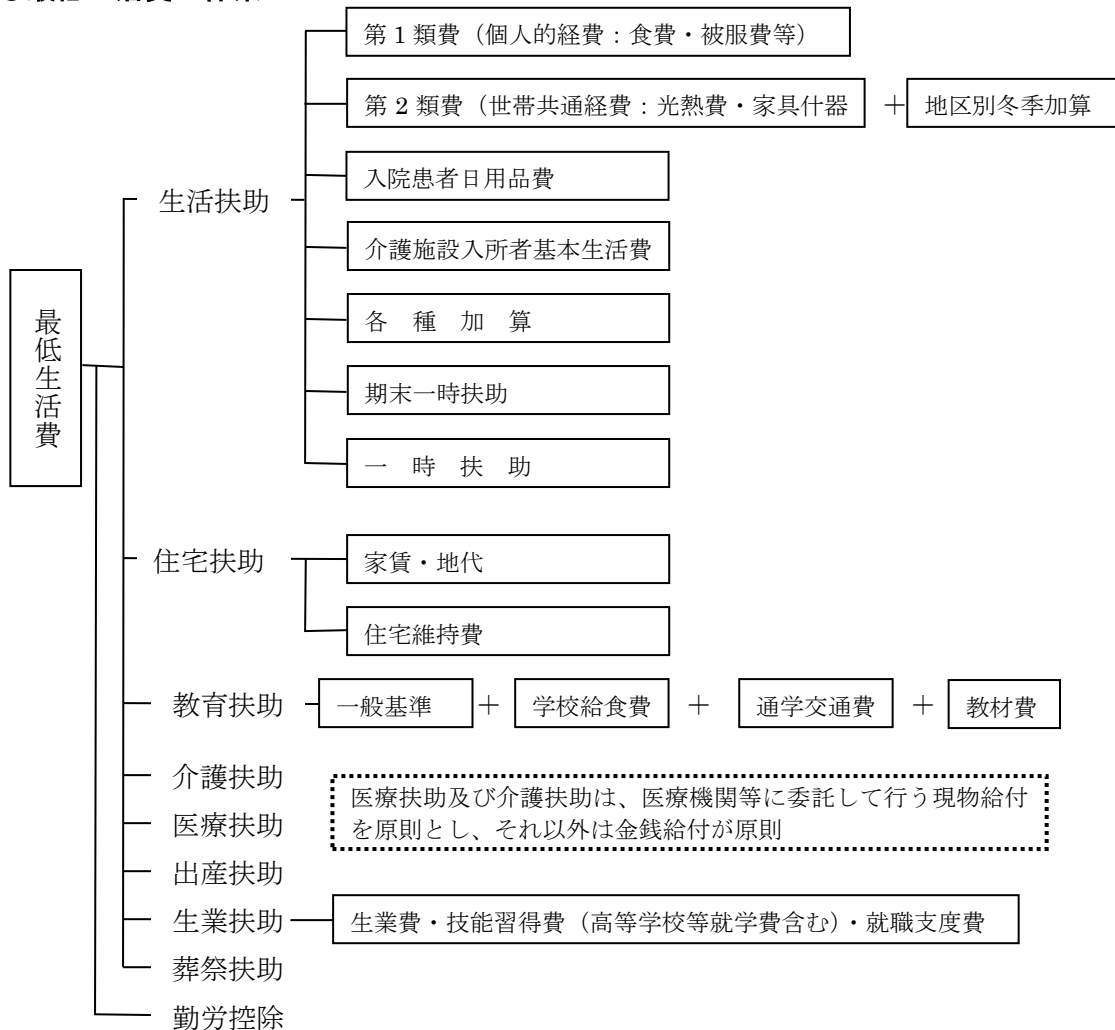 第1類費（個人的経費：食費・被服費等）
第2類費（世帯共通経費：光熱費・家具什器 ＋ 地区別冬季加算
生活扶助
入院患者日用品費
介護施設入所者基本生活費
最低生活費
各種加算
期末一時扶助
一時扶助
住宅扶助
家賃・地代
住宅維持費
教育扶助 一般基準 ＋ 学校給食費 ＋ 通学交通費 ＋ 教材費
介護扶助
医療扶助及び介護扶助は、医療機関等に委託して行う現物給付
を原則とし、それ以外は金銭給付が原則
医療扶助
出産扶助
生業扶助 生業費・技能習得費（高等学校等就学費含む）・就職支度費
葬祭扶助
勤労控除